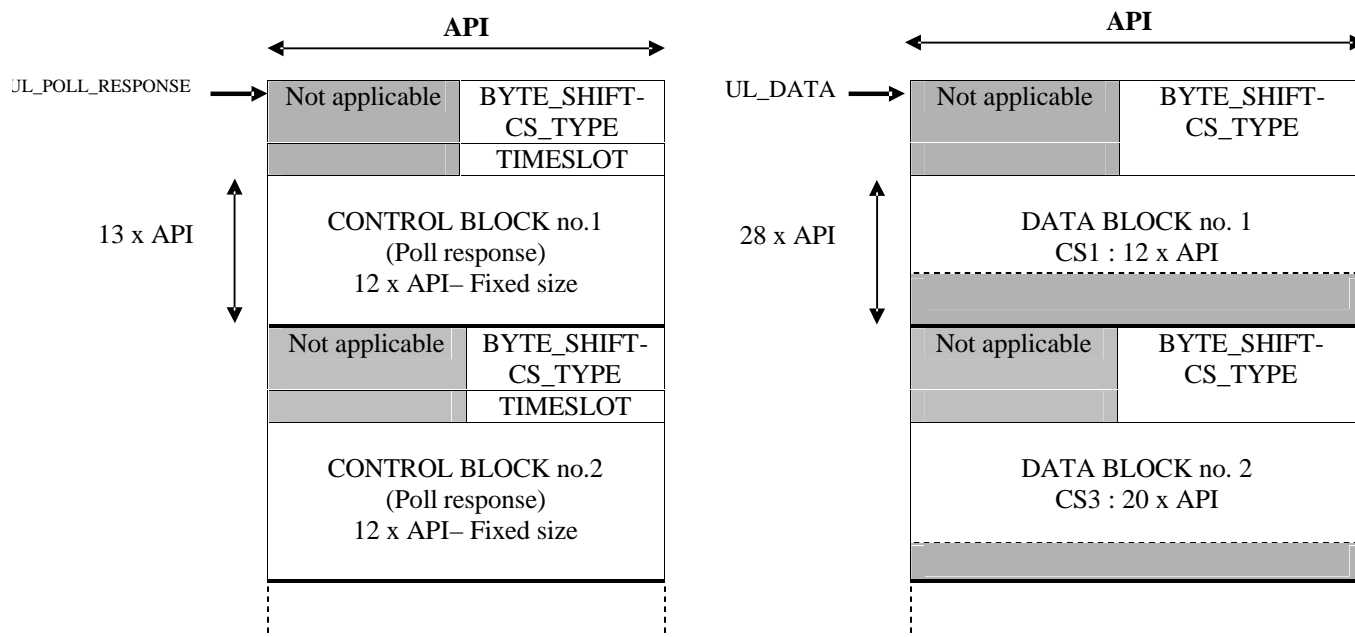 API
JL_POLL_RESPONSE
Not applicable
BYTE_SHIFT-
CS_TYPE
TIMESLOT
13 x API
CONTROL BLOCK no.1
(Poll response)
12 x API– Fixed size
Not applicable
BYTE_SHIFT-
CS_TYPE
TIMESLOT
CONTROL BLOCK no.2
(Poll response)
12 x API– Fixed size
API
UL_DATA
Not applicable
BYTE_SHIFT-
CS_TYPE
28 x API
DATA BLOCK no. 1
CS1 : 12 x API
Not applicable
BYTE_SHIFT-
CS_TYPE
DATA BLOCK no. 2
CS3 : 20 x API